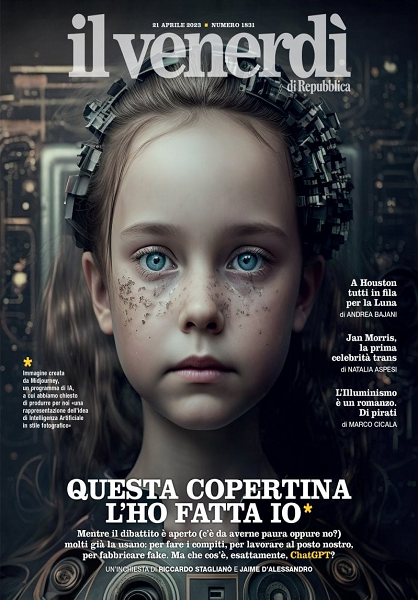 21 APRILE 2023 ■ NUMERO 1831
il venerdì
di Repubblica
A Houston
tutti in fila
per la Luna
di ANDREA BAJANI
Jan Morris,
la prima
celebrità trans
di NATALIA ASPESI
L'Illuminismo
è un romanzo.
Di pirati
di MARCO CICALA
*
Immagine creata
da Midjourney,
un programma di IA,
a cui abbiamo chiesto
di produrre per noi «una
rappresentazione dell'idea
di Intelligenza Artificiale
in stile fotografico»
QUESTA COPERTINA
L'HO FATTA IO*
Mentre il dibattito è aperto (c'è da averne paura oppure no?)
molti già la usano: per fare i compiti, per lavorare al posto nostro,
per fabbricare fake. Ma che cos'è, esattamente, ChatGPT?
UN'INCHIESTA DI RICCARDO STAGLIANÒ E JAIME D'ALESSANDRO